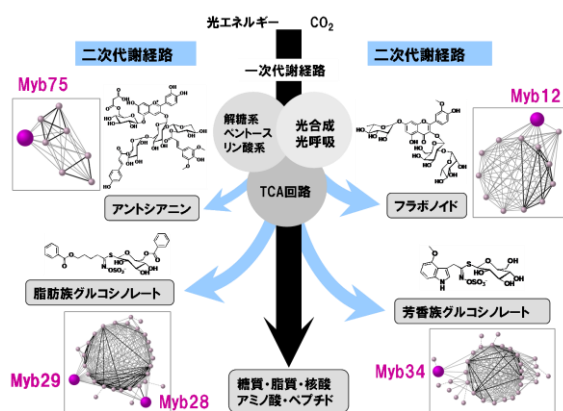 光エネルギー CO₂
二次代謝経路
二次代謝経路
一次代謝経路
Myb75
Myb12
解糖系
ペントース
リン酸系
光合成
光呼吸
TCA回路
アントシアニン
フラボノイド
脂肪族グルコシノレート
芳香族グルコシノレート
Myb29
Myb28
Myb34
糖質・脂質・核酸
アミノ酸・ペプチド